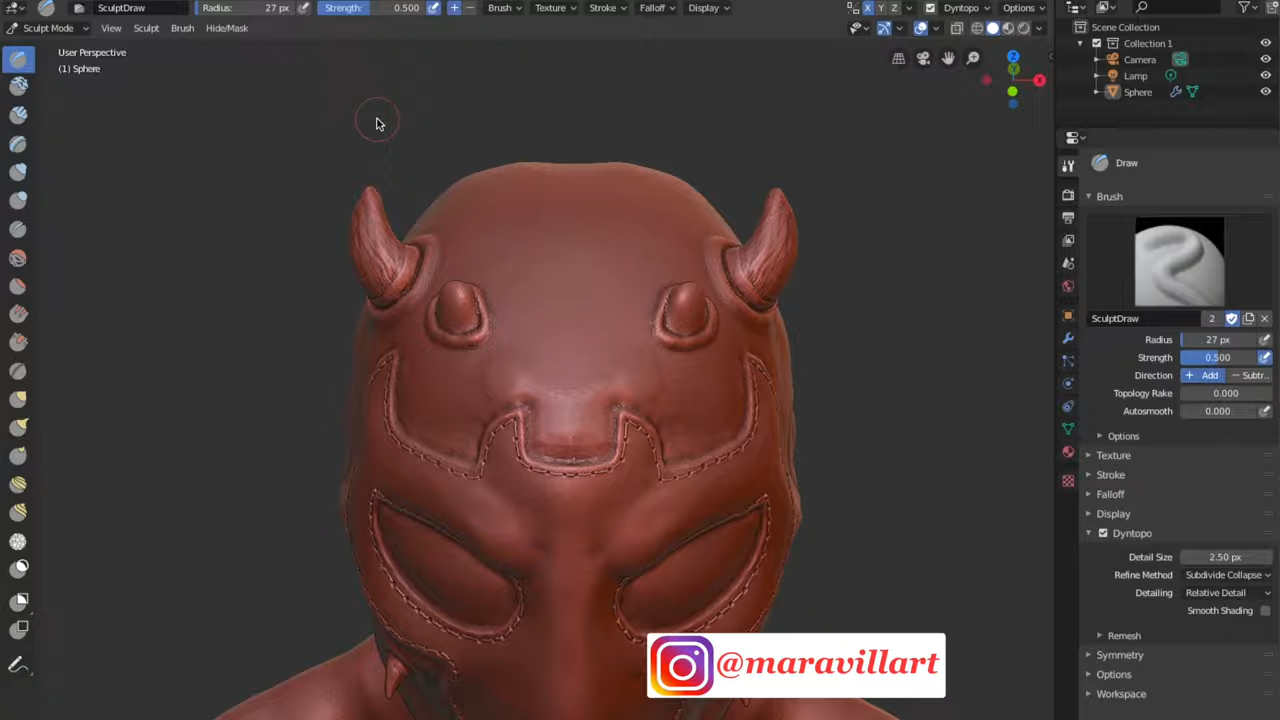 SculptDraw Radius: 27 px Strength: 0.500 Brush Texture Stroke Falloff Display X Y Z Dyntopo Options
Sculpt Mode View Sculpt Brush Hide/Mask
User Perspective
(1) Sphere
Z
Y
X
@maravillart
Scene Collection
Collection 1
Camera
Lamp
Sphere
Draw
Brush
SculptDraw 2
Radius 27 px
Strength 0.500
Direction Add Subtr..
Topology Rake 0.000
Autosmooth 0.000
Options
Texture
Stroke
Falloff
Display
Dyntopo
Detail Size 2.50 px
Refine Method Subdivide Collapse
Detailing Relative Detail
Smooth Shading
Remesh
Symmetry
Options
Workspace